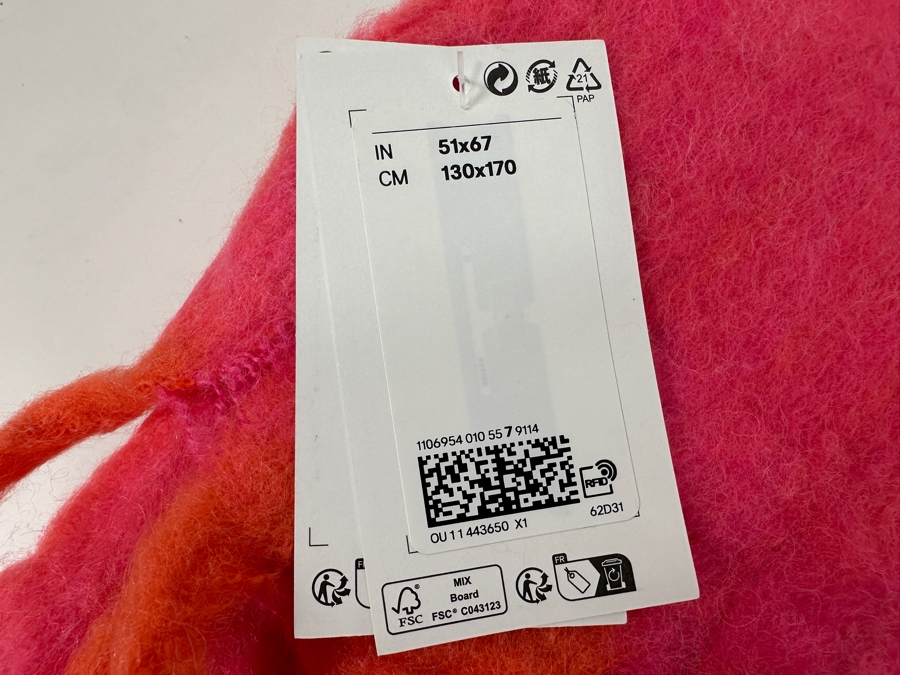 紙
21
PAP
IN 51x67
CM 130x170
1106954 010 55 7 9114
RFID
OU 11 443650 X1
62D31
FR
F
MIX
Board
FSC® C043123
FSC